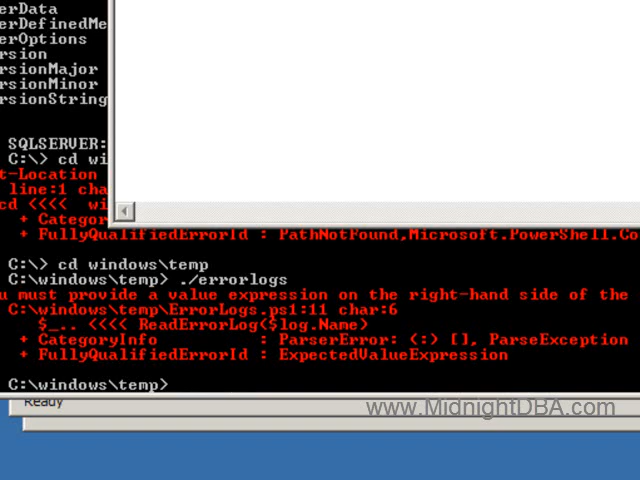 erData
erDefinedMe
erOptions
rsion
rsionMajor
rsionMinor
rsionString
SQLSERVER:
C:\> cd wi
t-Location
line:1 cha
cd <<<< wi
+ Categor
+ FullyQualifiedErrorId : PathNotFound,Microsoft.PowerShell.Co
C:\> cd windows\temp
C:\windows\temp> ./errorlogs
u must provide a value expression on the right-hand side of the
C:\windows\temp\ErrorLogs.ps1:11 char:6
$_.. <<<< ReadErrorLog($log.Name)
+ CategoryInfo : ParserError: (:) [], ParseException
+ FullyQualifiedErrorId : ExpectedValueExpression
C:\windows\temp>
Ready
www.MidnightDBA.com